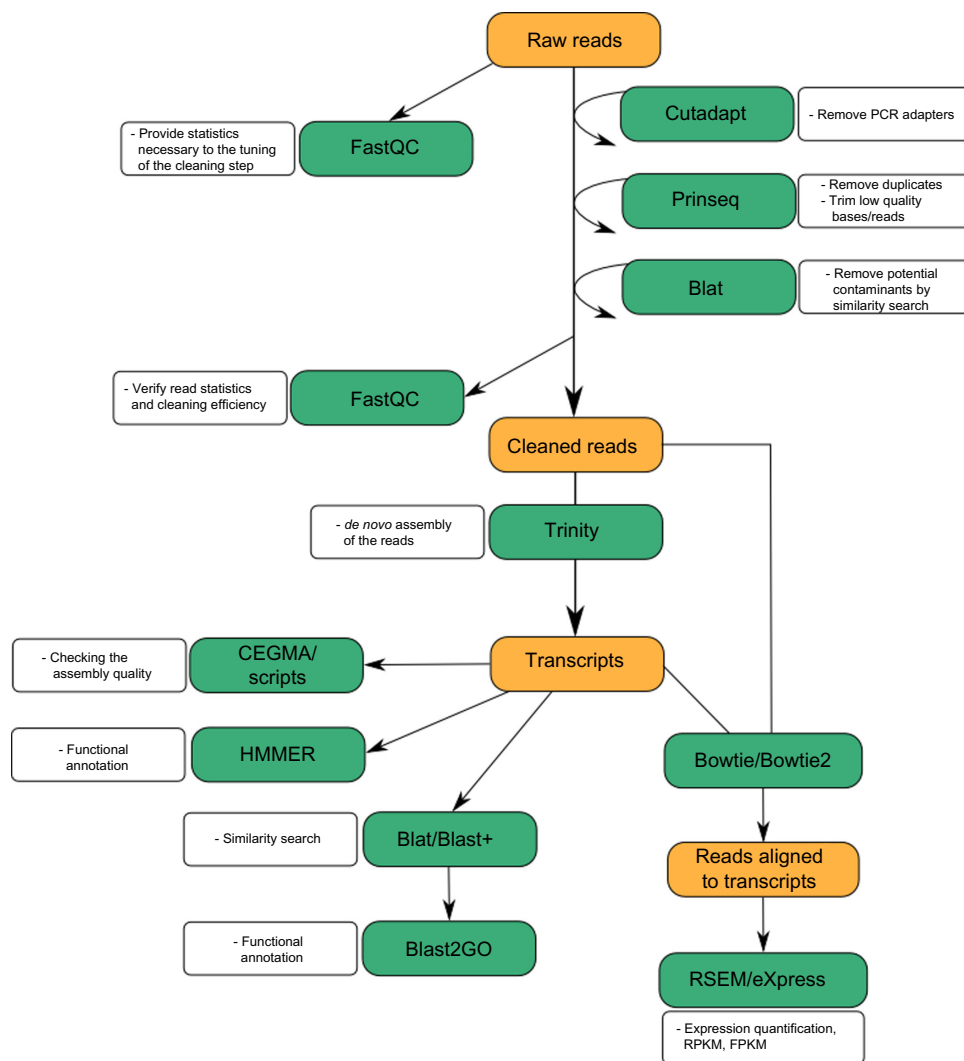 Raw reads
Cutadapt
- Remove PCR adapters
- Provide statistics
necessary to the tuning
of the cleaning step
FastQC
Prinseq
- Remove duplicates
- Trim low quality
bases/reads
Blat
- Remove potential
contaminants by
similarity search
- Verify read statistics
and cleaning efficiency
FastQC
Cleaned reads
- de novo assembly
of the reads
Trinity
- Checking the
assembly quality
CEGMA/
scripts
Transcripts
- Functional
annotation
HMMER
Bowtie/Bowtie2
- Similarity search
Blat/Blast+
Reads aligned
to transcripts
- Functional
annotation
Blast2GO
RSEM/eXpress
- Expression quantification,
RPKM, FPKM